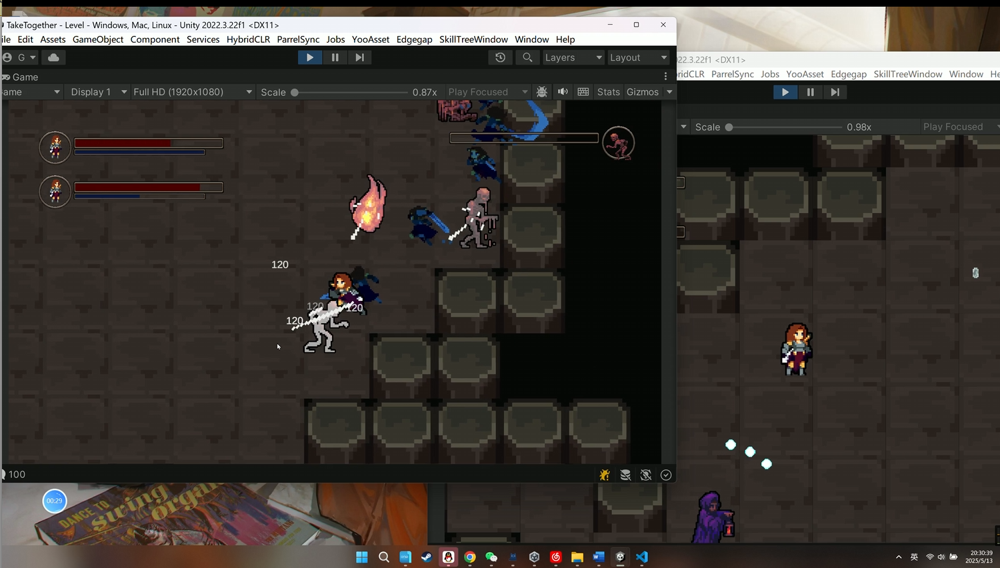 TakeTogether - Level - Windows, Mac, Linux - Unity 2022.3.22f1 <DX11>
ile Edit Assets GameObject Component Services HybridCLR ParrelSync Jobs YooAsset Edgegap SkillTreeWindow Window Help
G
Layers
Layout
Game
ame Display 1 Full HD (1920x1080) Scale 0.87x Play Focused Stats Gizmos
120
120
120
120
100
22.3.22f1 <DX11>
ridCLR ParrelSync Jobs YooAsset Edgegap SkillTreeWindow Window He
Scale 0.98x Play Focused
00:29
DANCE TO
swing
organ
英
20:30:39
2025/5/13